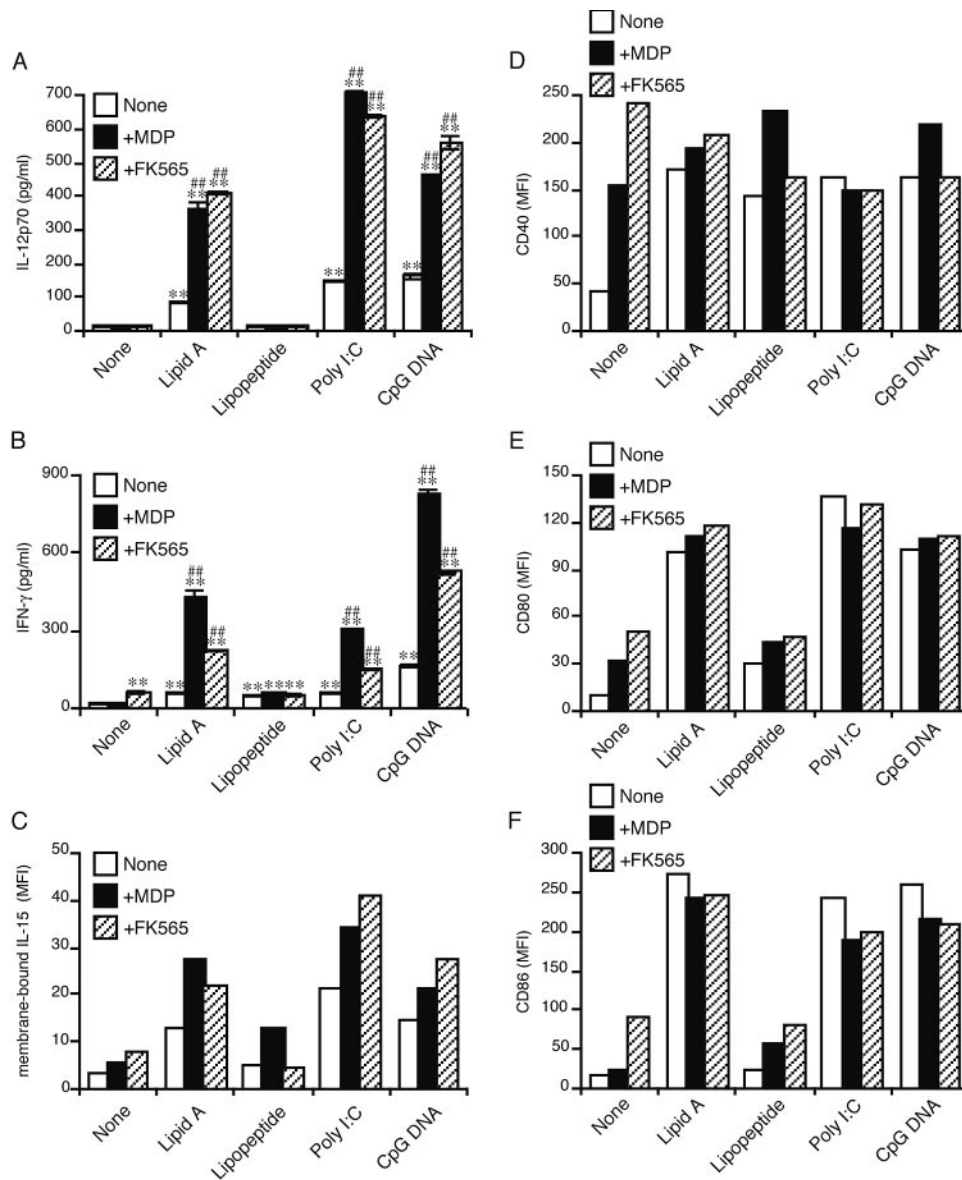 A
IL-12p70 (pg/ml)
700
600
500
400
300
200
100
0
None
+MDP
+FK565
**
##
**
##
**
**
##
**
##
**
**
##
**
##
**
None
Lipid A
Lipopeptide
Poly I:C
CpG DNA
B
IFN-γ (pg/ml)
900
600
300
0
None
+MDP
+FK565
**
**
##
**
##
**
**
**
**
**
##
**
##
**
**
##
**
##
**
None
Lipid A
Lipopeptide
Poly I:C
CpG DNA
C
membrane-bound IL-15 (MFI)
50
40
30
20
10
0
None
+MDP
+FK565
None
Lipid A
Lipopeptide
Poly I:C
CpG DNA
D
CD40 (MFI)
250
200
150
100
50
0
None
+MDP
+FK565
None
Lipid A
Lipopeptide
Poly I:C
CpG DNA
E
CD80 (MFI)
150
120
90
60
30
0
None
+MDP
+FK565
None
Lipid A
Lipopeptide
Poly I:C
CpG DNA
F
CD86 (MFI)
300
250
200
150
100
50
0
None
+MDP
+FK565
None
Lipid A
Lipopeptide
Poly I:C
CpG DNA